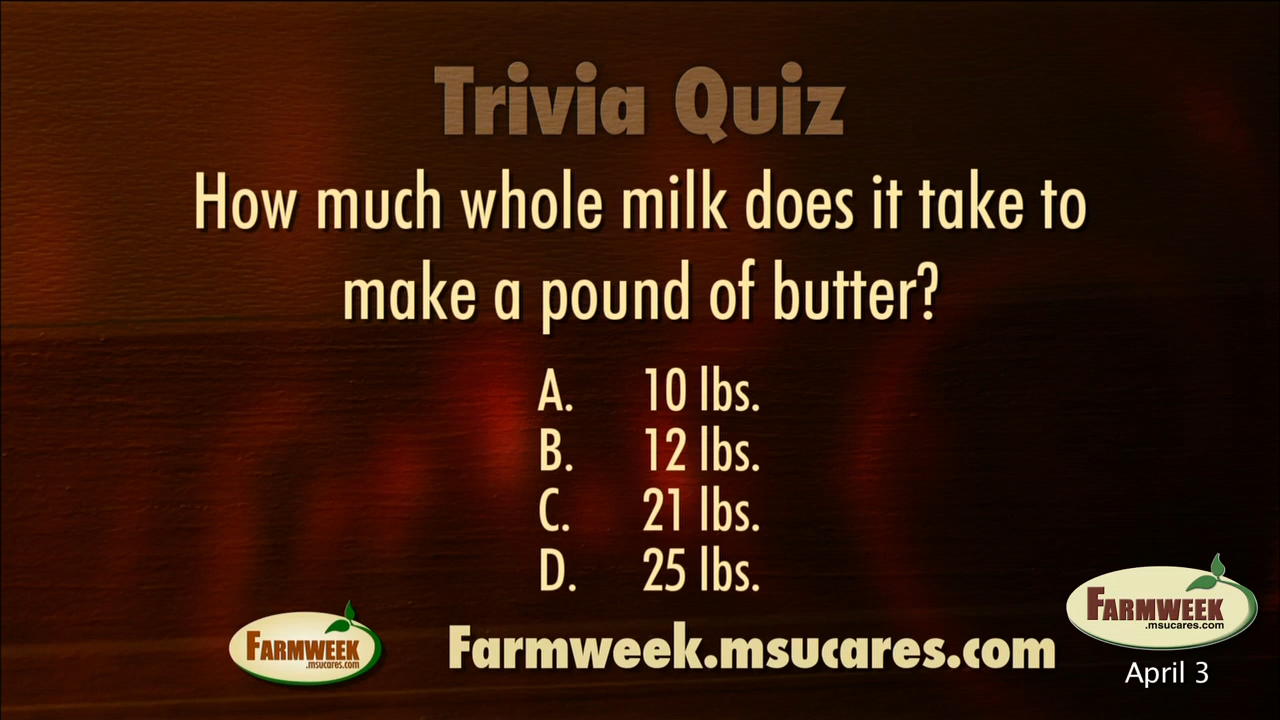 Trivia Quiz
How much whole milk does it take to
make a pound of butter?
A. 10 lbs.
B. 12 lbs.
C. 21 lbs.
D. 25 lbs.
FARMWEEK
.msucares.com
Farmweek.msucares.com
FARMWEEK
.msucares.com
April 3